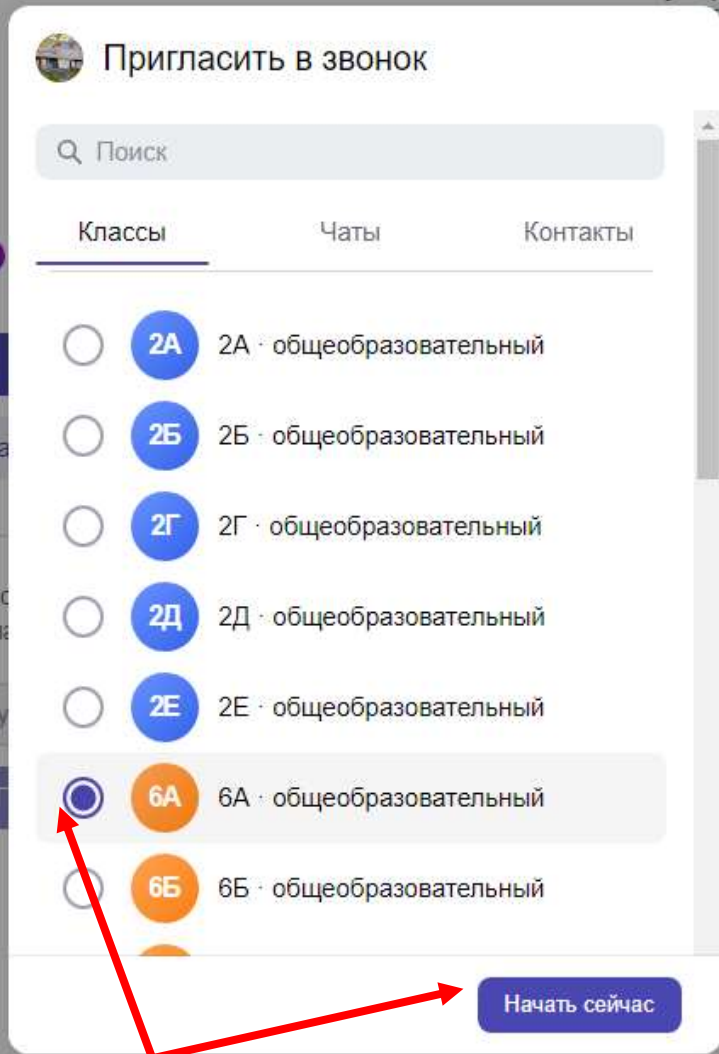 Пригласить в звонок
Поиск
Классы Чаты Контакты
2А 2А · общеобразовательный
2Б 2Б · общеобразовательный
2Г 2Г · общеобразовательный
2Д 2Д · общеобразовательный
2Е 2Е · общеобразовательный
6А 6А · общеобразовательный
6Б 6Б · общеобразовательный
Начать сейчас